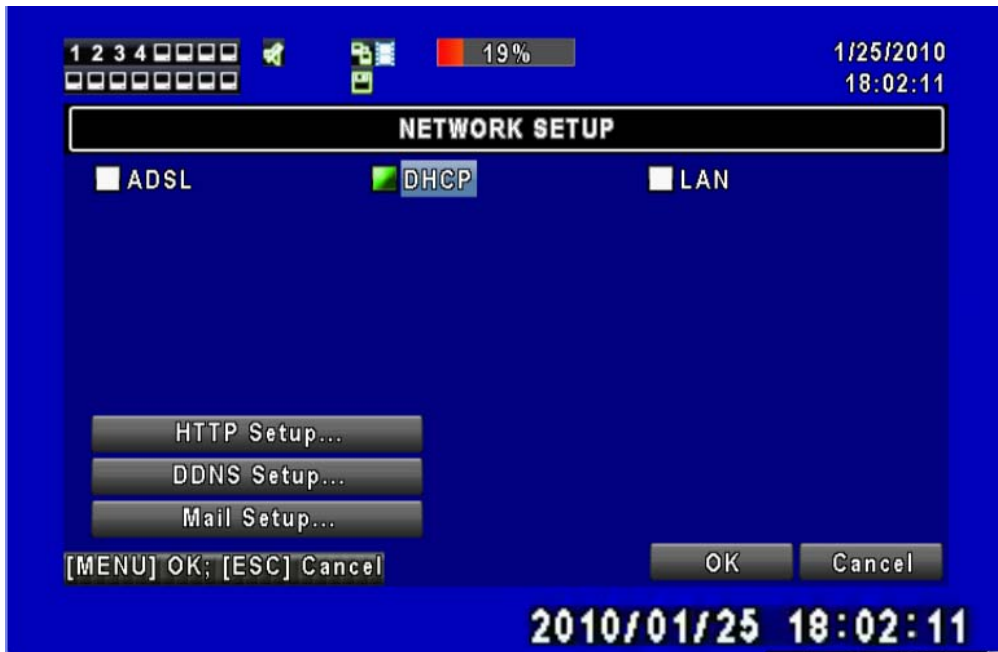 1 2 3 4 19% 1/25/2010
18:02:11
NETWORK SETUP
ADSL DHCP LAN
HTTP Setup...
DDNS Setup...
Mail Setup...
[MENU] OK; [ESC] Cancel OK Cancel
2010/01/25 18:02:11